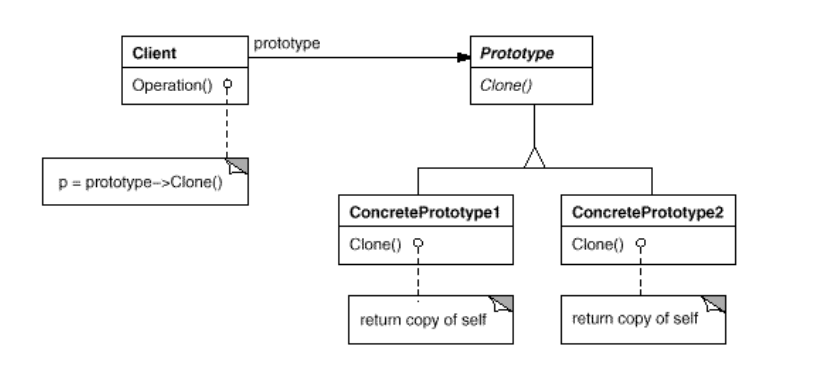 Client
Operation()
p = prototype–>Clone()
prototype
Prototype
Clone()
ConcretePrototype1
Clone()
return copy of self
ConcretePrototype2
Clone()
return copy of self